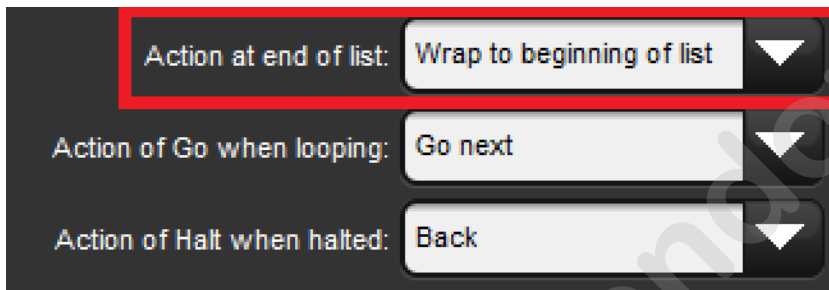 Action at end of list: Wrap to beginning of list
Action of Go when looping: Go next
Action of Halt when halted: Back